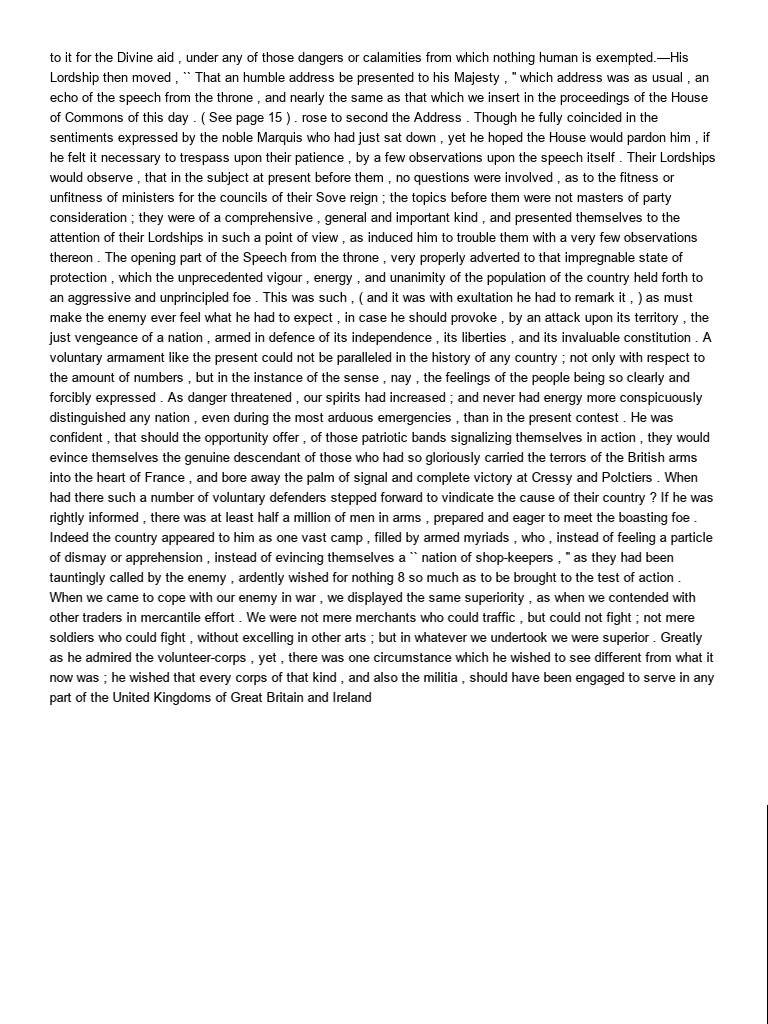 to it for the Divine aid , under any of those dangers or calamities from which nothing human is exempted.—His
Lordship then moved , `` That an humble address be presented to his Majesty , " which address was as usual , an
echo of the speech from the throne , and nearly the same as that which we insert in the proceedings of the House
of Commons of this day . ( See page 15 ) . rose to second the Address . Though he fully coincided in the
sentiments expressed by the noble Marquis who had just sat down , yet he hoped the House would pardon him , if
he felt it necessary to trespass upon their patience , by a few observations upon the speech itself . Their Lordships
would observe , that in the subject at present before them , no questions were involved , as to the fitness or
unfitness of ministers for the councils of their Sove reign ; the topics before them were not masters of party
consideration ; they were of a comprehensive , general and important kind , and presented themselves to the
attention of their Lordships in such a point of view , as induced him to trouble them with a very few observations
thereon . The opening part of the Speech from the throne , very properly adverted to that impregnable state of
protection , which the unprecedented vigour , energy , and unanimity of the population of the country held forth to
an aggressive and unprincipled foe . This was such , ( and it was with exultation he had to remark it , ) as must
make the enemy ever feel what he had to expect , in case he should provoke , by an attack upon its territory , the
just vengeance of a nation , armed in defence of its independence , its liberties , and its invaluable constitution . A
voluntary armament like the present could not be paralleled in the history of any country ; not only with respect to
the amount of numbers , but in the instance of the sense , nay , the feelings of the people being so clearly and
forcibly expressed . As danger threatened , our spirits had increased ; and never had energy more conspicuously
distinguished any nation , even during the most arduous emergencies , than in the present contest . He was
confident , that should the opportunity offer , of those patriotic bands signalizing themselves in action , they would
evince themselves the genuine descendant of those who had so gloriously carried the terrors of the British arms
into the heart of France , and bore away the palm of signal and complete victory at Cressy and Polctiers . When
had there such a number of voluntary defenders stepped forward to vindicate the cause of their country ? If he was
rightly informed , there was at least half a million of men in arms , prepared and eager to meet the boasting foe .
Indeed the country appeared to him as one vast camp , filled by armed myriads , who , instead of feeling a particle
of dismay or apprehension , instead of evincing themselves a `` nation of shop-keepers , " as they had been
tauntingly called by the enemy , ardently wished for nothing 8 so much as to be brought to the test of action .
When we came to cope with our enemy in war , we displayed the same superiority , as when we contended with
other traders in mercantile effort . We were not mere merchants who could traffic , but could not fight ; not mere
soldiers who could fight , without excelling in other arts ; but in whatever we undertook we were superior . Greatly
as he admired the volunteer-corps , yet , there was one circumstance which he wished to see different from what it
now was ; he wished that every corps of that kind , and also the militia , should have been engaged to serve in any
part of the United Kingdoms of Great Britain and Ireland